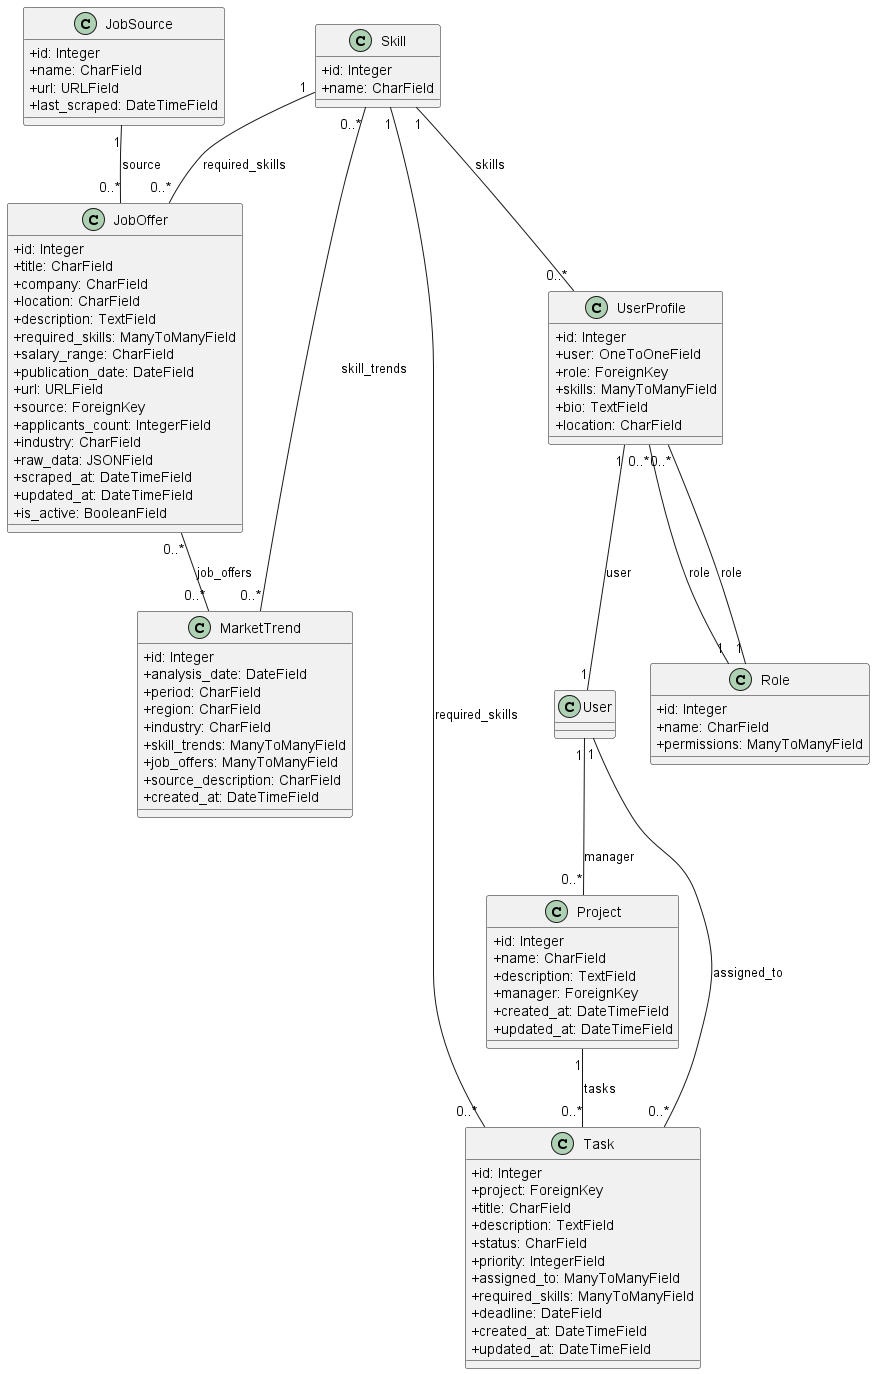 C JobSource
+id: Integer
+name: CharField
+url: URLField
+last_scraped: DateTimeField
C Skill
+id: Integer
+name: CharField
1
0..*
1
1
1
source
required_skills
skills
0..*
0..*
C JobOffer
+id: Integer
+title: CharField
+company: CharField
+location: CharField
+description: TextField
+required_skills: ManyToManyField
+salary_range: CharField
+publication_date: DateField
+url: URLField
+source: ForeignKey
+applicants_count: IntegerField
+industry: CharField
+raw_data: JSONField
+scraped_at: DateTimeField
+updated_at: DateTimeField
+is_active: BooleanField
skill_trends
0..*
C UserProfile
+id: Integer
+user: OneToOneField
+role: ForeignKey
+skills: ManyToManyField
+bio: TextField
+location: CharField
1
0..*
0..*
0..*
job_offers
0..*
0..*
user
role
role
1
1
1
C MarketTrend
+id: Integer
+analysis_date: DateField
+period: CharField
+region: CharField
+industry: CharField
+skill_trends: ManyToManyField
+job_offers: ManyToManyField
+source_description: CharField
+created_at: DateTimeField
required_skills
C User
C Role
+id: Integer
+name: CharField
+permissions: ManyToManyField
1
1
manager
0..*
C Project
+id: Integer
+name: CharField
+description: TextField
+manager: ForeignKey
+created_at: DateTimeField
+updated_at: DateTimeField
assigned_to
1
tasks
0..*
0..*
0..*
C Task
+id: Integer
+project: ForeignKey
+title: CharField
+description: TextField
+status: CharField
+priority: IntegerField
+assigned_to: ManyToManyField
+required_skills: ManyToManyField
+deadline: DateField
+created_at: DateTimeField
+updated_at: DateTimeField